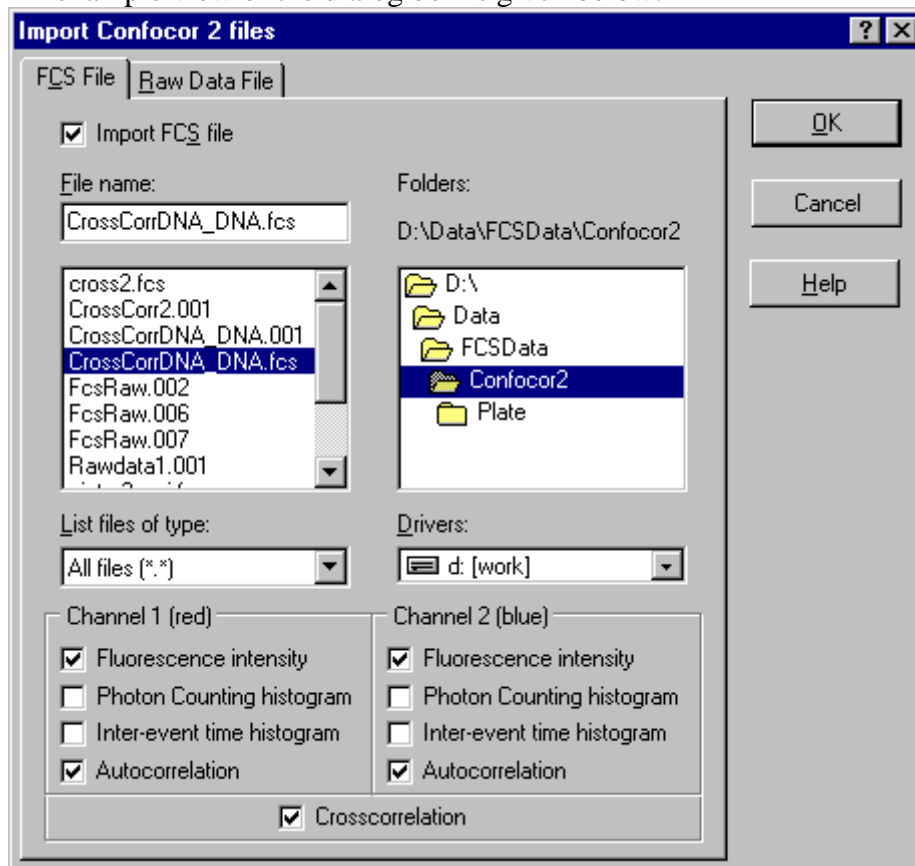 Import Confocor 2 files
FCS File Raw Data File
Import FCS file
OK
File name:
Folders:
Cancel
CrossCorrDNA_DNA.fcs
D:\Data\FCSData\Confocor2
Help
cross2.fcs
CrossCorr2.001
CrossCorrDNA_DNA.001
CrossCorrDNA_DNA.fcs
FcsRaw.002
FcsRaw.006
FcsRaw.007
Rawdata1.001
D:\
Data
FCSData
Confocor2
Plate
List files of type:
Drivers:
All files (*.*)
d: [work]
Channel 1 (red)
Fluorescence intensity
Photon Counting histogram
Inter-event time histogram
Autocorrelation
Channel 2 (blue)
Fluorescence intensity
Photon Counting histogram
Inter-event time histogram
Autocorrelation
Crosscorrelation